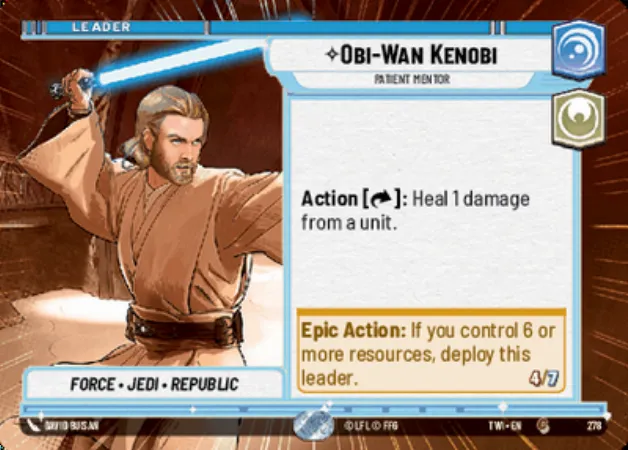 LEADER
OBI-WAN KENOBI
PATIENT MENTOR
Action [ ]: Heal 1 damage
from a unit.
Epic Action: If you control 6 or
more resources, deploy this
leader.
4/7
FORCE • JEDI • REPUBLIC
DAVID BUISAN
© LFL © FFG
TWI • EN
278